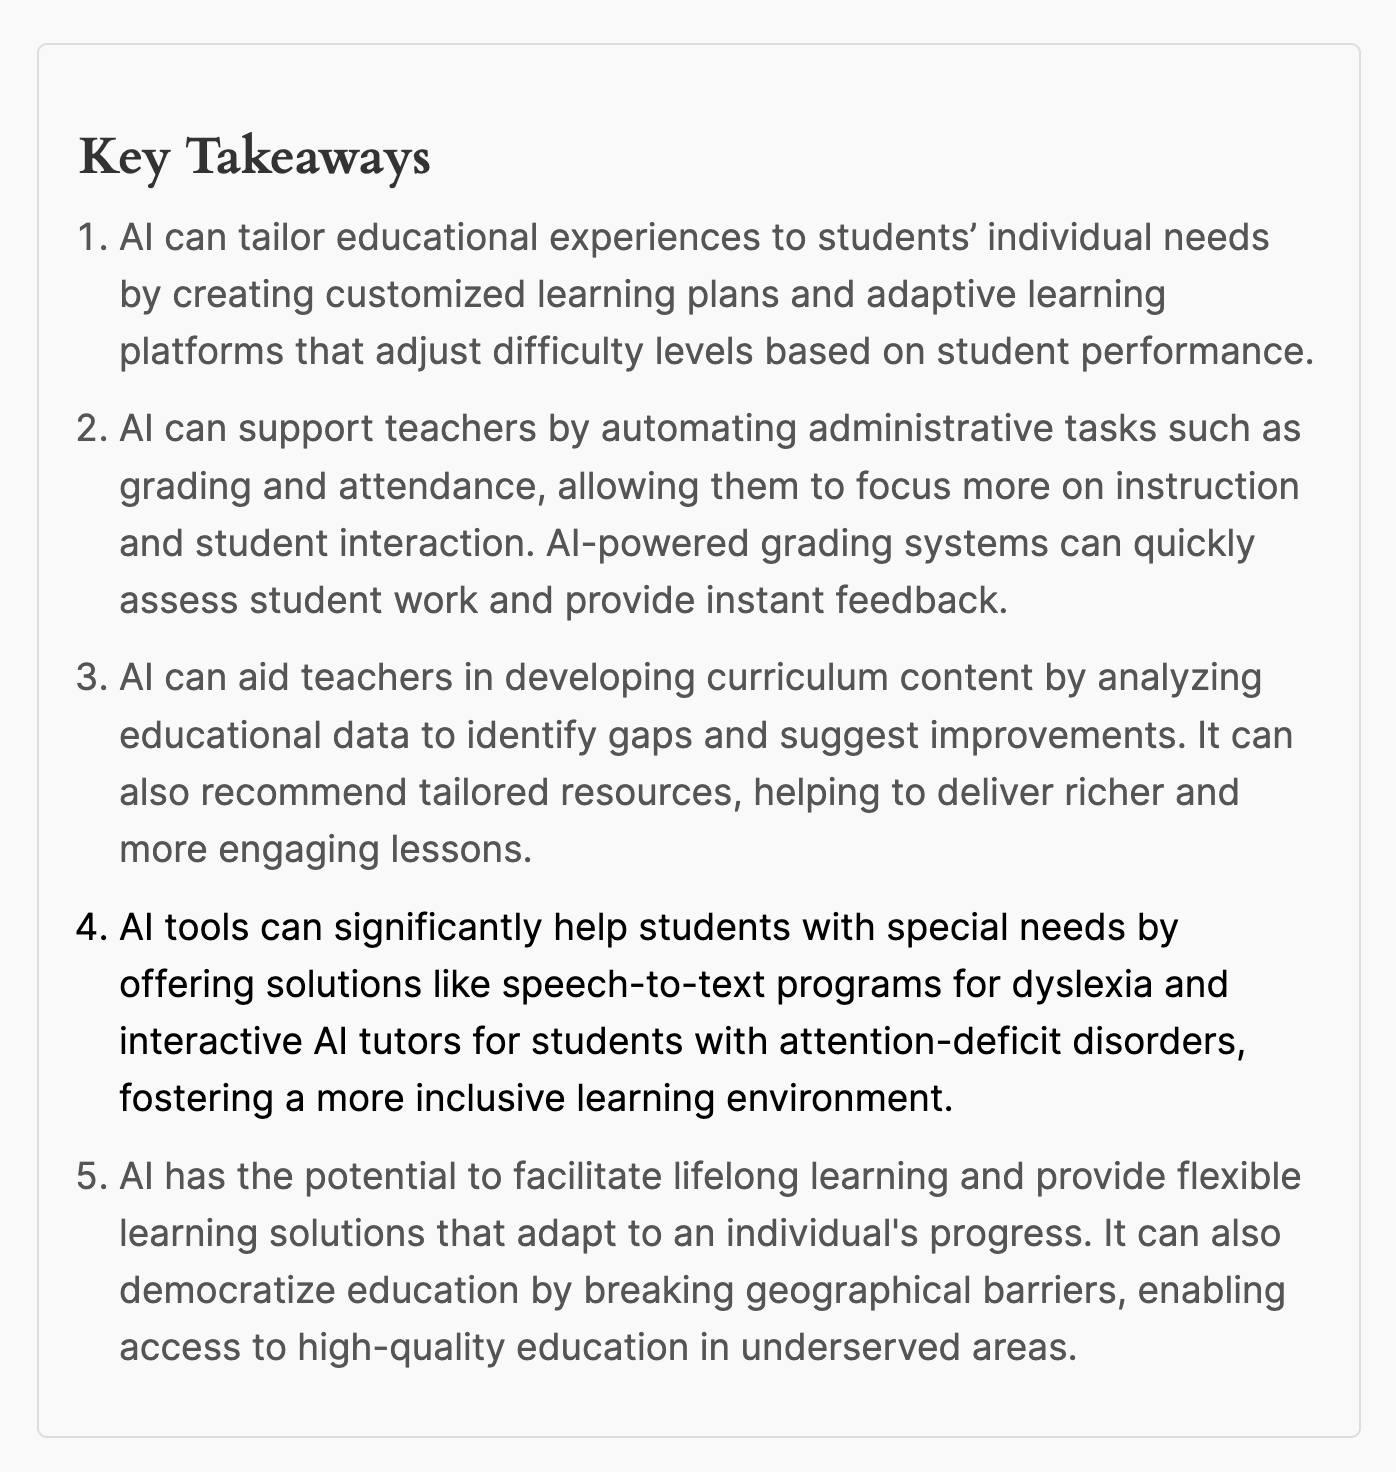 Key Takeaways
1. AI can tailor educational experiences to students’ individual needs
by creating customized learning plans and adaptive learning
platforms that adjust difficulty levels based on student performance.
2. AI can support teachers by automating administrative tasks such as
grading and attendance, allowing them to focus more on instruction
and student interaction. AI-powered grading systems can quickly
assess student work and provide instant feedback.
3. AI can aid teachers in developing curriculum content by analyzing
educational data to identify gaps and suggest improvements. It can
also recommend tailored resources, helping to deliver richer and
more engaging lessons.
4. AI tools can significantly help students with special needs by
offering solutions like speech-to-text programs for dyslexia and
interactive AI tutors for students with attention-deficit disorders,
fostering a more inclusive learning environment.
5. AI has the potential to facilitate lifelong learning and provide flexible
learning solutions that adapt to an individual's progress. It can also
democratize education by breaking geographical barriers, enabling
access to high-quality education in underserved areas.